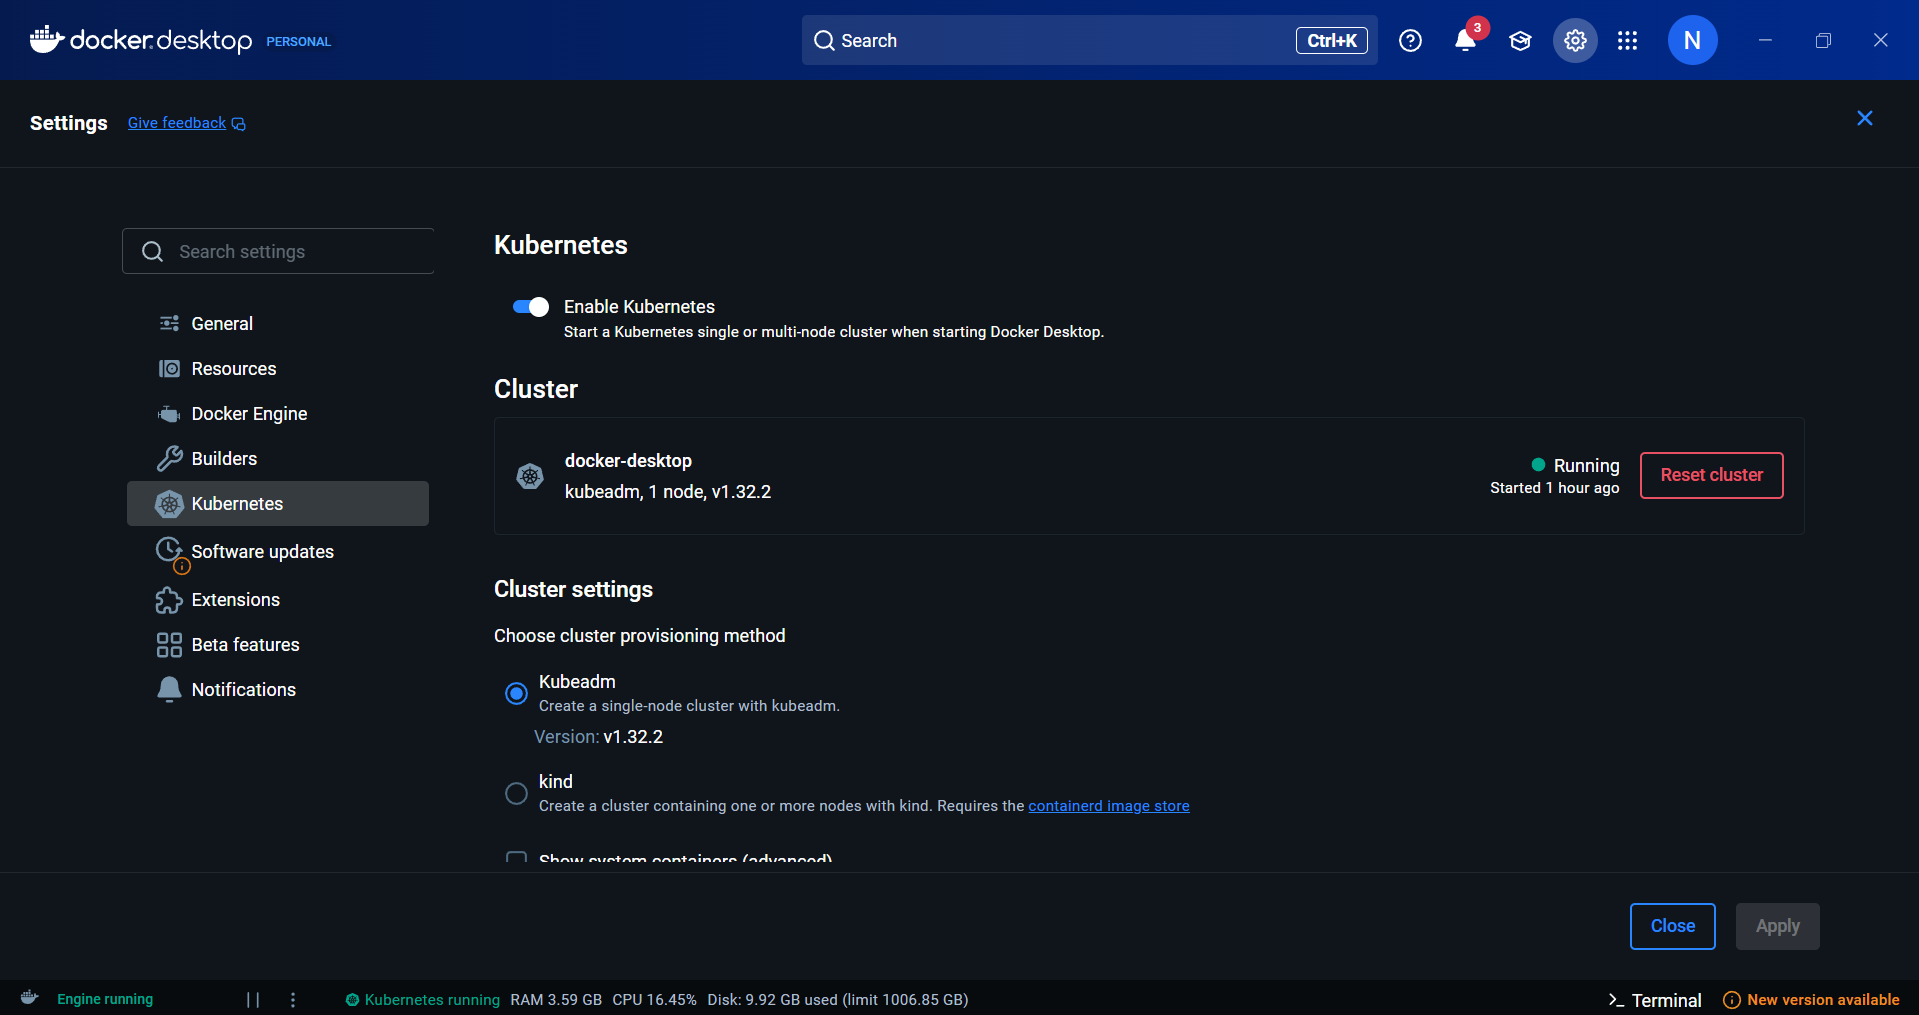 docker.desktop PERSONAL
Search Ctrl+K
3
N
Settings Give feedback
Search settings
General
Resources
Docker Engine
Builders
Kubernetes
Software updates
Extensions
Beta features
Notifications
Kubernetes
Enable Kubernetes
Start a Kubernetes single or multi-node cluster when starting Docker Desktop.
Cluster
docker-desktop
kubeadm, 1 node, v1.32.2
Running
Started 1 hour ago
Reset cluster
Cluster settings
Choose cluster provisioning method
Kubeadm
Create a single-node cluster with kubeadm.
Version: v1.32.2
kind
Create a cluster containing one or more nodes with kind. Requires the containerd image store
Show system containers (advanced)
Close Apply
Engine running Kubernetes running RAM 3.59 GB CPU 16.45% Disk: 9.92 GB used (limit 1006.85 GB) Terminal New version available